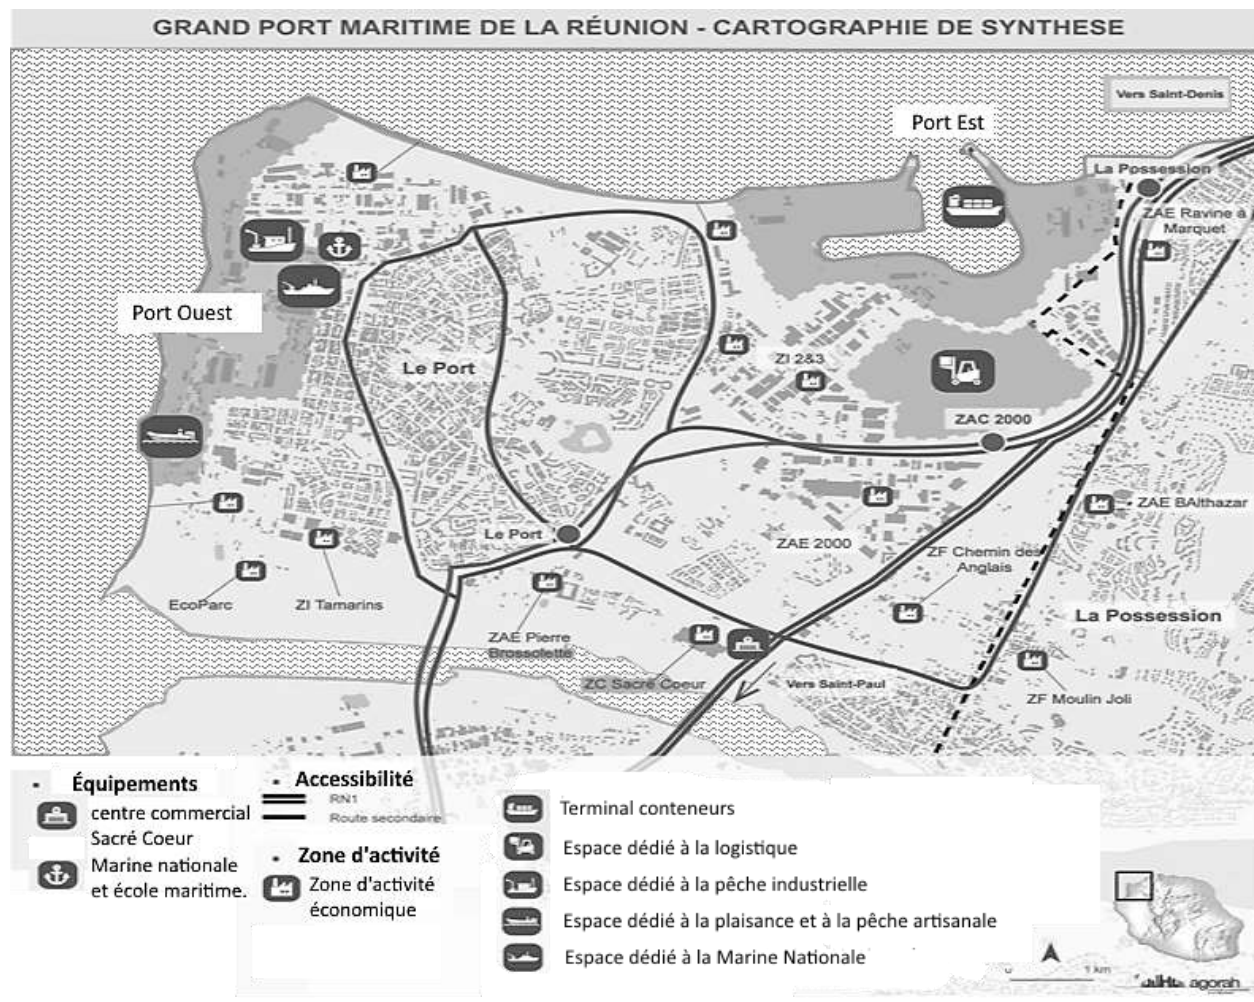 GRAND PORT MARITIME DE LA RÉUNION - CARTOGRAPHIE DE SYNTHESE
Vers Saint-Denis
Port Est
La Possession
ZAE Ravine à
Marquet
Port Ouest
Le Port
ZI 2&3
ZAC 2000
ZAE BAlthazar
Le Port
ZAE 2000
ZF Chemin des
Anglais
EcoParc
ZI Tamarins
La Possession
ZAE Pierre
Brossolette
ZC Sacré Coeur
Vers Saint-Paul
ZF Moulin Joli
Équipements
centre commercial
Sacré Coeur
Marine nationale
et école maritime.
Accessibilité
RN1
Route secondaire
Zone d'activité
Zone d'activité
économique
Terminal conteneurs
Espace dédié à la logistique
Espace dédié à la pêche industrielle
Espace dédié à la plaisance et à la pêche artisanale
Espace dédié à la Marine Nationale
1 km
agorah